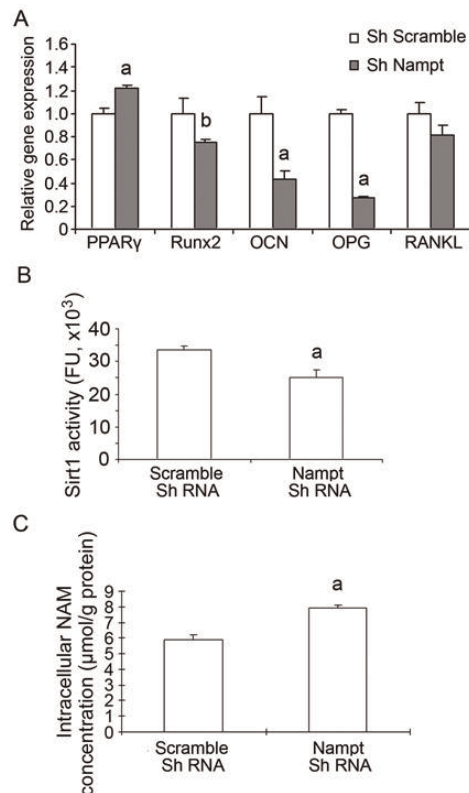 A
Relative gene expression
1.6
1.4
1.2
1.0
0.8
0.6
0.4
0.2
0
Sh Scramble
Sh Nampt
a
b
a
a
PPARγ Runx2 OCN OPG RANKL
B
Sirt1 activity (FU, x10³)
40
30
20
10
0
a
Scramble
Sh RNA
Nampt
Sh RNA
C
Intracellular NAM
concentration (μmol/g protein)
9
8
7
6
5
4
3
2
1
0
a
Scramble
Sh RNA
Nampt
Sh RNA